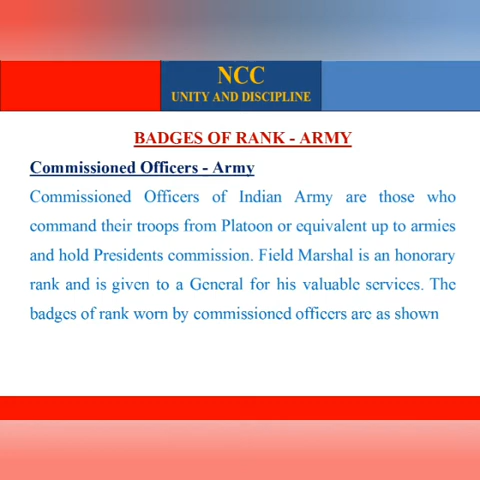 NCC
UNITY AND DISCIPLINE
BADGES OF RANK - ARMY
Commissioned Officers - Army
Commissioned Officers of Indian Army are those who
command their troops from Platoon or equivalent up to armies
and hold Presidents commission. Field Marshal is an honorary
rank and is given to a General for his valuable services. The
badges of rank worn by commissioned officers are as shown